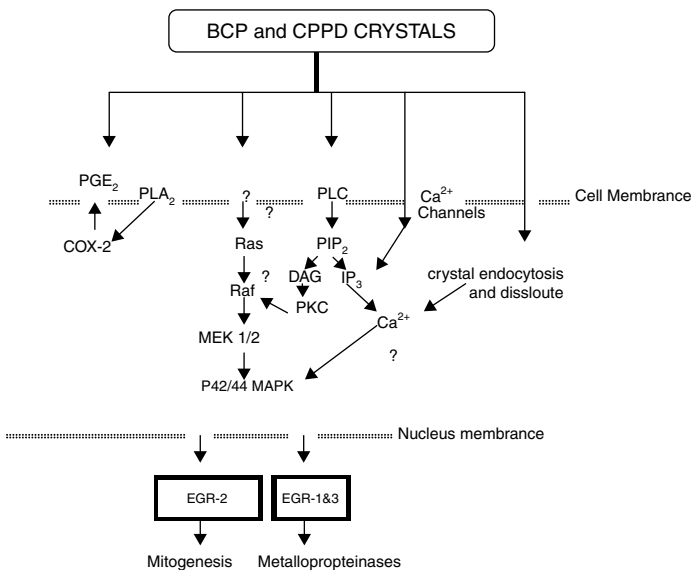 BCP and CPPD CRYSTALS
PGE₂
PLA₂
?
PLC
Ca²⁺
Channels
Cell Membrance
?
COX-2
Ras
PIP₂
crystal endocytosis
and dissloute
?
DAG
IP₃
Raf
PKC
Ca²⁺
MEK 1/2
?
P42/44 MAPK
Nucleus membrance
EGR-2
EGR-1&3
Mitogenesis
Metallopropteinases